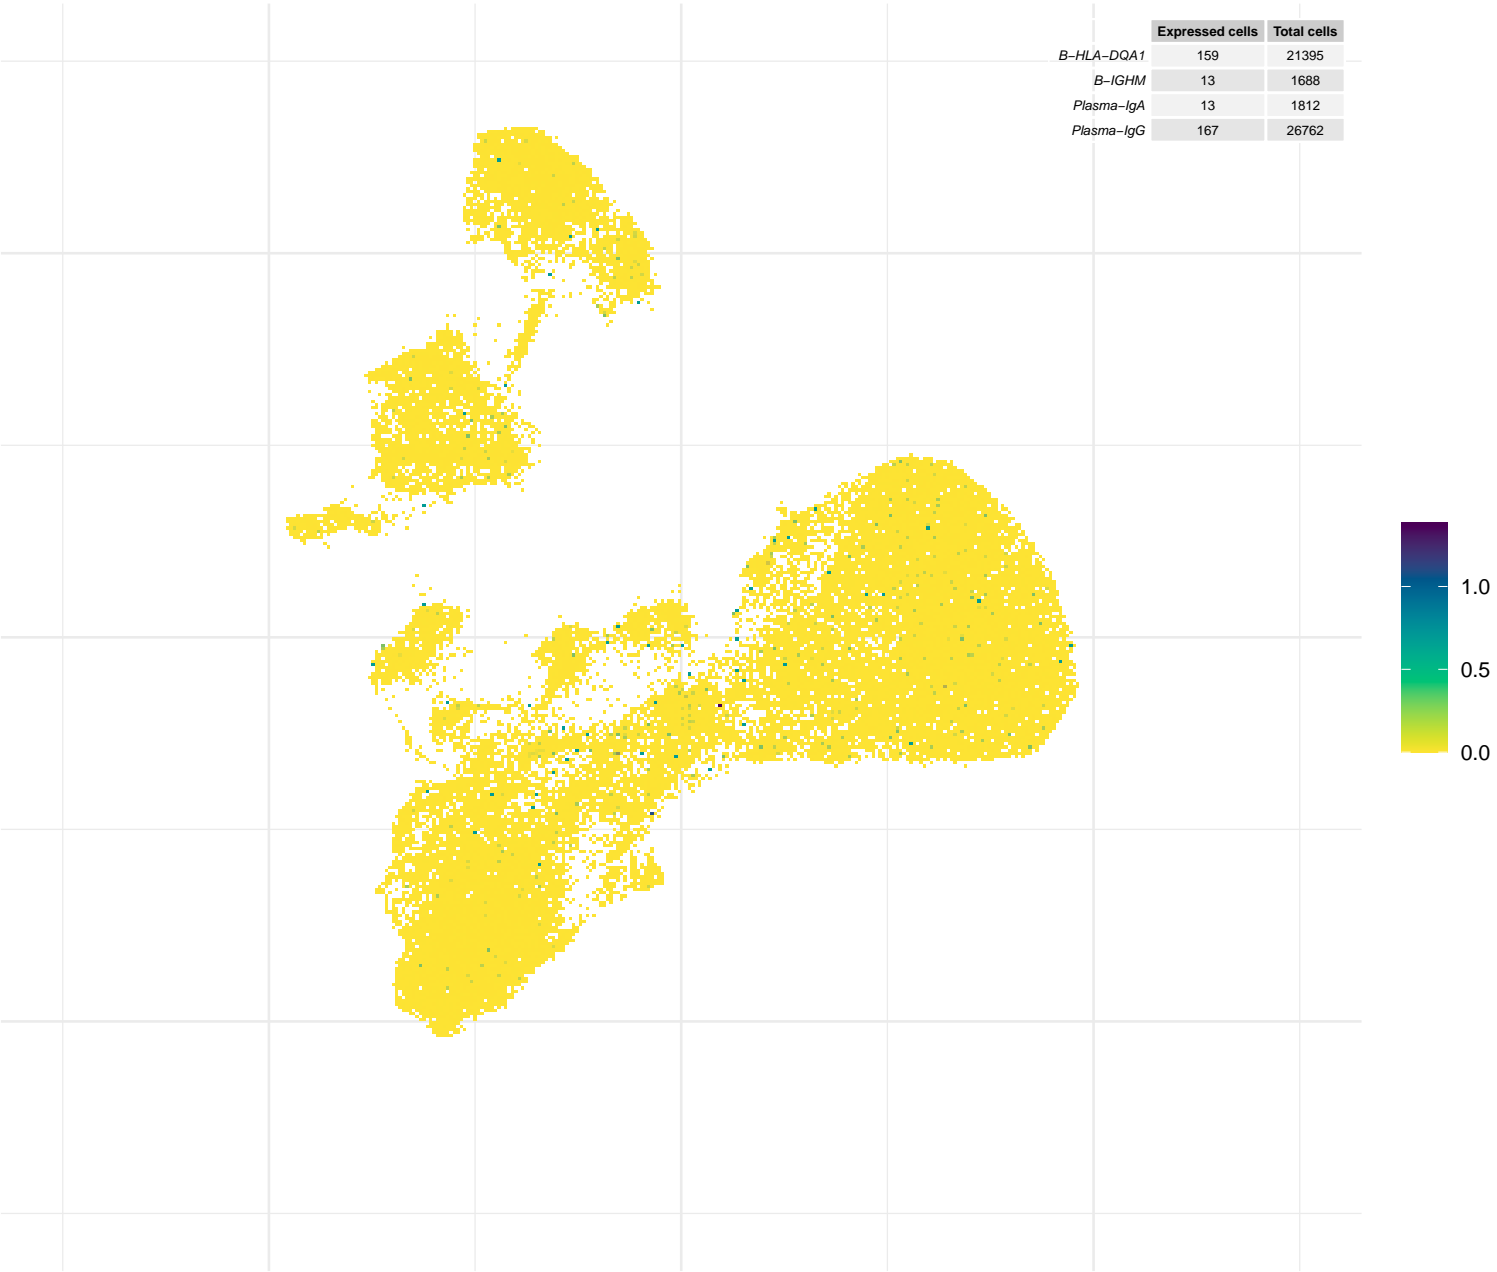 Expressed cells Total cells
B-HLA-DQA1 159 21395
B-IGHM 13 1688
Plasma-IgA 13 1812
Plasma-IgG 167 26762
1.0
0.5
0.0